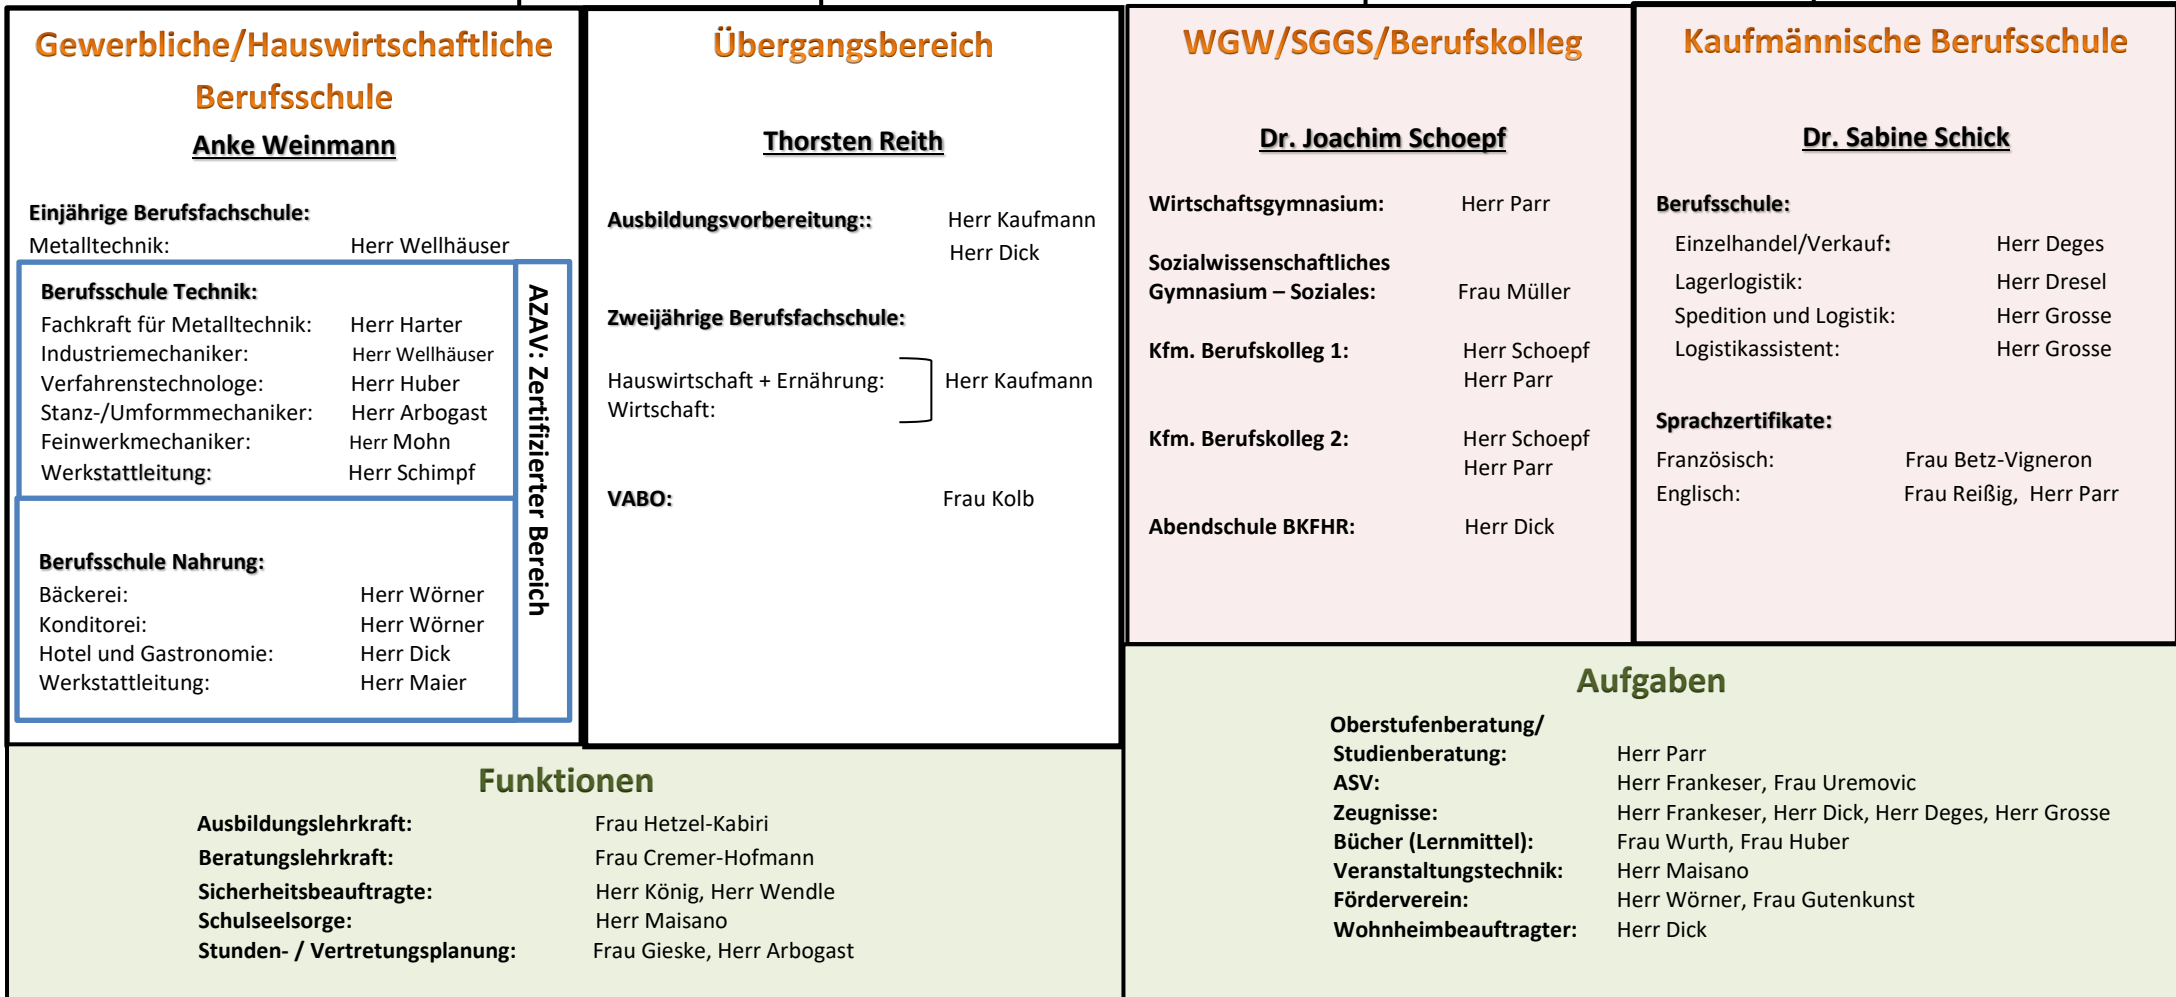 Gewerbliche/Hauswirtschaftliche
Berufsschule
Anke Weinmann
Einjährige Berufsfachschule:
Metalltechnik: Herr Wellhäuser
Berufsschule Technik:
Fachkraft für Metalltechnik: Herr Harter
Industriemechaniker: Herr Wellhäuser
Verfahrenstechnologe: Herr Huber
Stanz-/Umformmechaniker: Herr Arbogast
Feinwerkmechaniker: Herr Mohn
Werkstattleitung: Herr Schimpf
Berufsschule Nahrung:
Bäckerei: Herr Wörner
Konditorei: Herr Wörner
Hotel und Gastronomie: Herr Dick
Werkstattleitung: Herr Maier
AZAV: Zertifizierter Bereich
Übergangsbereich
Thorsten Reith
Ausbildungsvorbereitung:: Herr Kaufmann
Herr Dick
Zweijährige Berufsfachschule:
Hauswirtschaft + Ernährung: Herr Kaufmann
Wirtschaft:
VABO: Frau Kolb
WGW/SGGS/Berufskolleg
Dr. Joachim Schoepf
Wirtschaftsgymnasium: Herr Parr
Sozialwissenschaftliches
Gymnasium – Soziales: Frau Müller
Kfm. Berufskolleg 1: Herr Schoepf
Herr Parr
Kfm. Berufskolleg 2: Herr Schoepf
Herr Parr
Abendschule BKFHR: Herr Dick
Kaufmännische Berufsschule
Dr. Sabine Schick
Berufsschule:
Einzelhandel/Verkauf: Herr Deges
Lagerlogistik: Herr Dresel
Spedition und Logistik: Herr Grosse
Logistikassistent: Herr Grosse
Sprachzertifikate:
Französisch: Frau Betz-Vigneron
Englisch: Frau Reißig, Herr Parr
Funktionen
Ausbildungslehrkraft: Frau Hetzel-Kabiri
Beratungslehrkraft: Frau Cremer-Hofmann
Sicherheitsbeauftragte: Herr König, Herr Wendle
Schulseelsorge: Herr Maisano
Stunden- / Vertretungsplanung: Frau Gieske, Herr Arbogast
Aufgaben
Oberstufenberatung/
Studienberatung: Herr Parr
ASV: Herr Frankeser, Frau Uremovic
Zeugnisse: Herr Frankeser, Herr Dick, Herr Deges, Herr Grosse
Bücher (Lernmittel): Frau Wurth, Frau Huber
Veranstaltungstechnik: Herr Maisano
Förderverein: Herr Wörner, Frau Gutenkunst
Wohnheimbeauftragter: Herr Dick